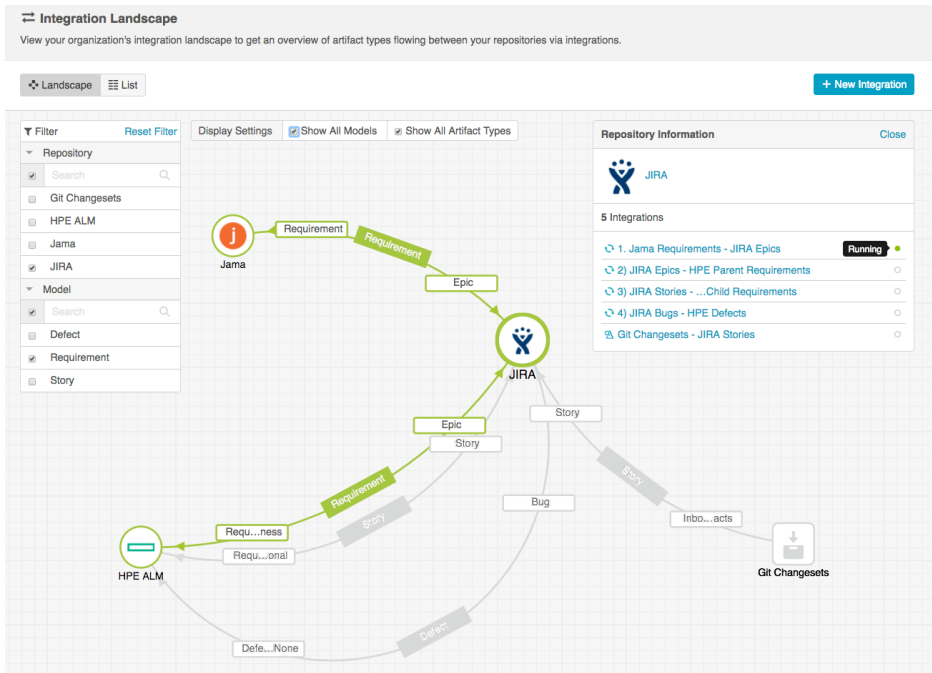 Integration Landscape
View your organization's integration landscape to get an overview of artifact types flowing between your repositories via integrations.
Landscape
List
+ New Integration
Filter
Reset Filter
Repository
Search
Git Changesets
HPE ALM
Jama
JIRA
Model
Search
Defect
Requirement
Story
Display Settings
Show All Models
Show All Artifact Types
Repository Information
Close
JIRA
5 Integrations
1. Jama Requirements - JIRA Epics
Running
2) JIRA Epics - HPE Parent Requirements
3) JIRA Stories - ...Child Requirements
4) JIRA Bugs - HPE Defects
Git Changesets - JIRA Stories
j
Jama
Requirement
Requirement
Epic
JIRA
Epic
Story
Story
Story
Requirement
Story
Bug
Inbo...acts
Requ...ness
Requ...onal
HPE ALM
Git Changesets
Defect
Defe...None